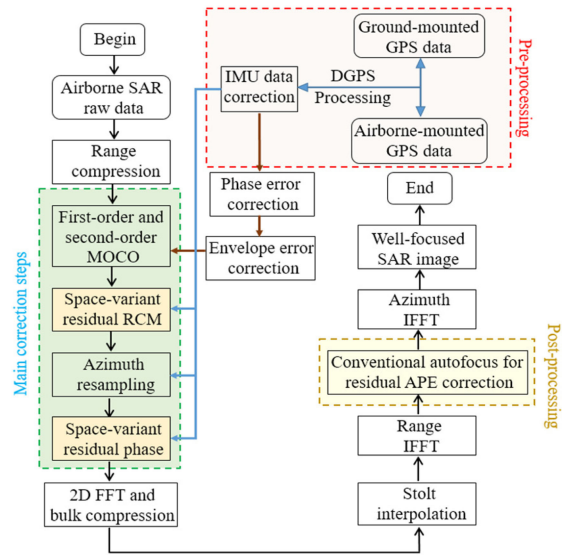 Begin
Airborne SAR
raw data
Range
compression
First-order and
second-order
MOCO
Space-variant
residual RCM
Azimuth
resampling
Space-variant
residual phase
Main correction steps
2D FFT and
bulk compression
IMU data
correction
DGPS
Processing
Ground-mounted
GPS data
Airborne-mounted
GPS data
Pre-processing
Phase error
correction
Envelope error
correction
End
Well-focused
SAR image
Azimuth
IFFT
Conventional autofocus for
residual APE correction
Post-processing
Range
IFFT
Stolt
interpolation